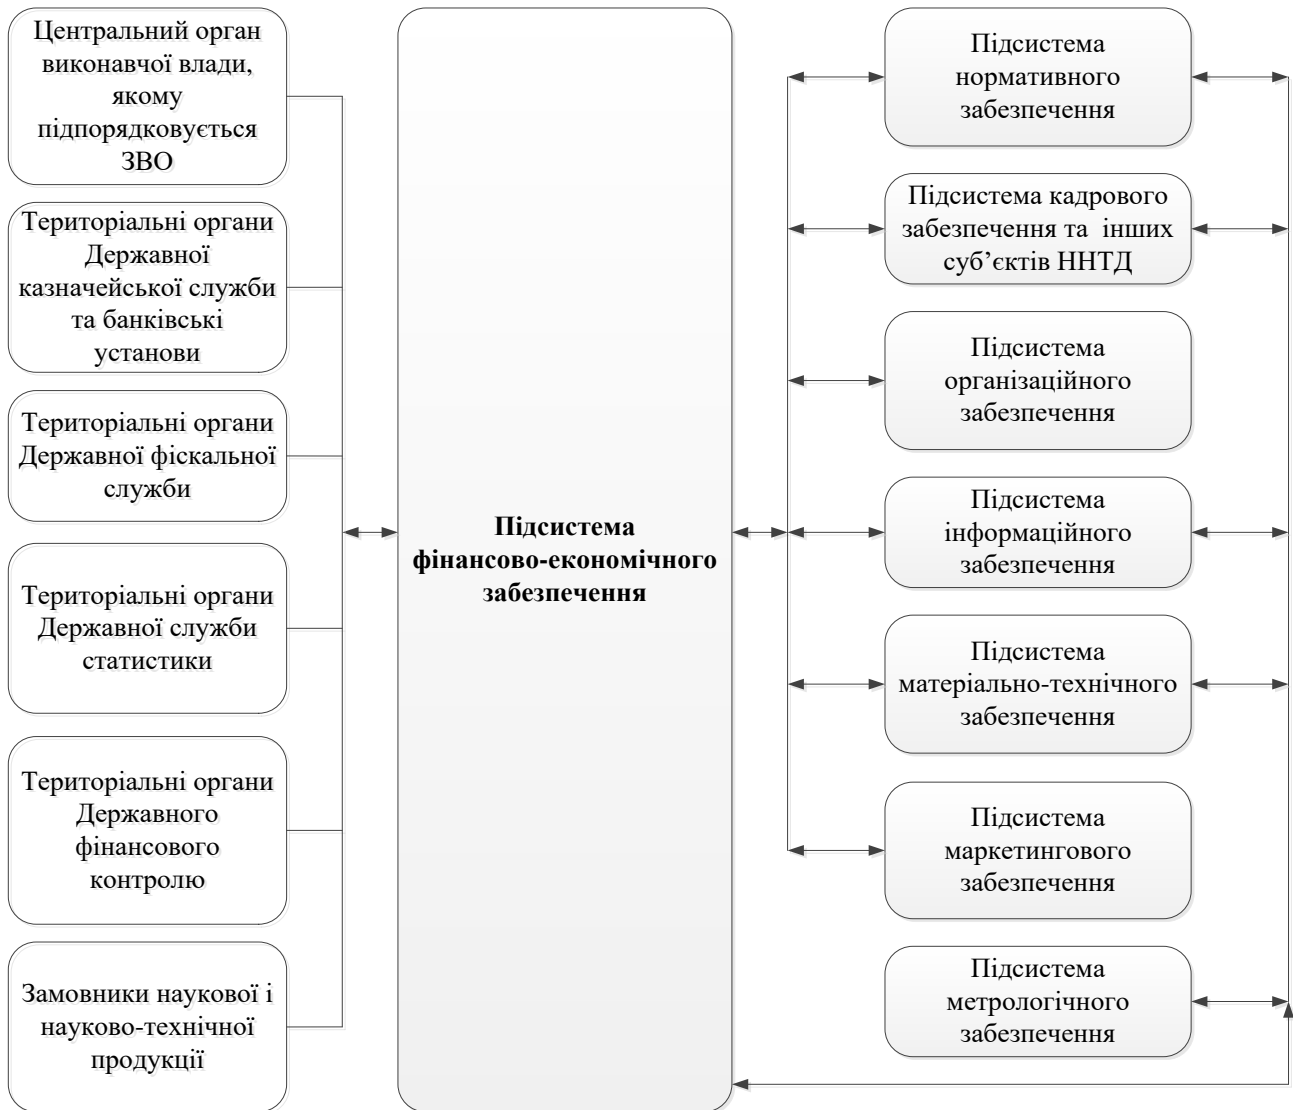 Центральний орган
виконавчої влади,
якому
підпорядковується
ЗВО
Територіальні органи
Державної
казначейської служби
та банківські
установи
Територіальні органи
Державної фіскальної
служби
Територіальні органи
Державної служби
статистики
Територіальні органи
Державного
фінансового
контролю
Замовники наукової і
науково-технічної
продукції
Підсистема
фінансово-економічного
забезпечення
Підсистема
нормативного
забезпечення
Підсистема кадрового
забезпечення та інших
суб’єктів ННТД
Підсистема
організаційного
забезпечення
Підсистема
інформаційного
забезпечення
Підсистема
матеріально-технічного
забезпечення
Підсистема
маркетингового
забезпечення
Підсистема
метрологічного
забезпечення